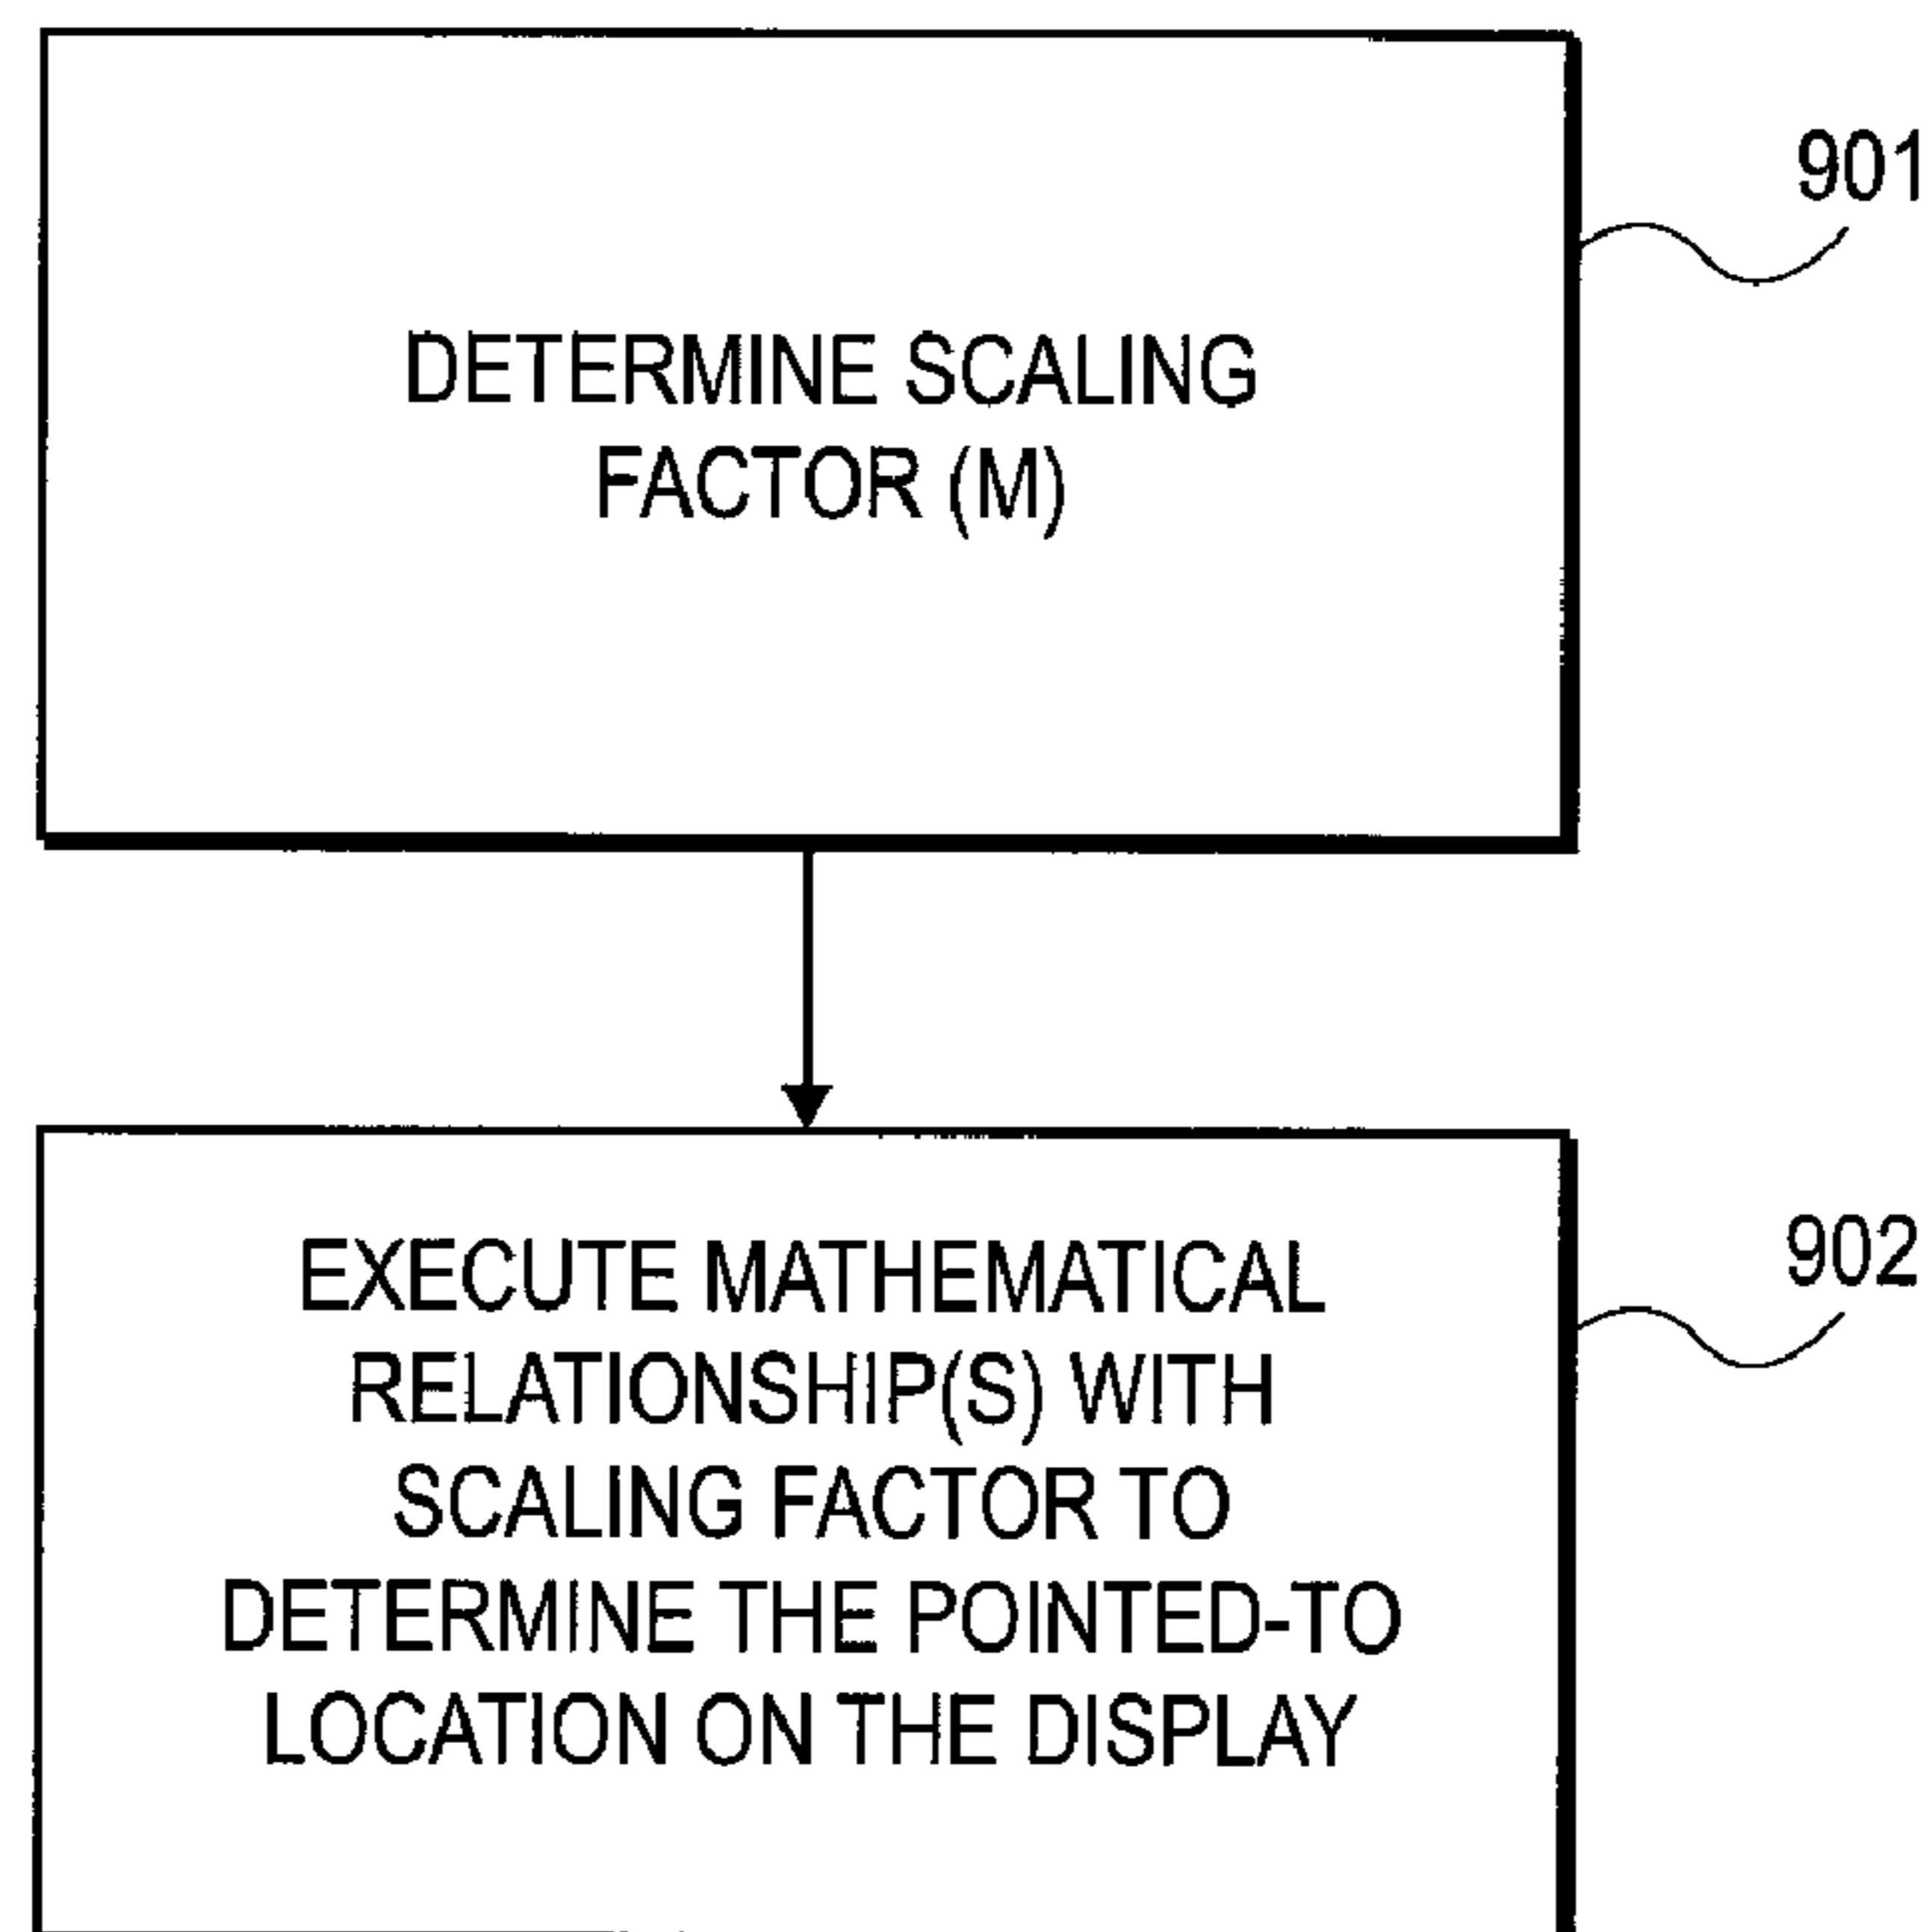 901
DETERMINE SCALING
FACTOR (M)
902
EXECUTE MATHEMATICAL
RELATIONSHIP(S) WITH
SCALING FACTOR TO
DETERMINE THE POINTED-TO
LOCATION ON THE DISPLAY